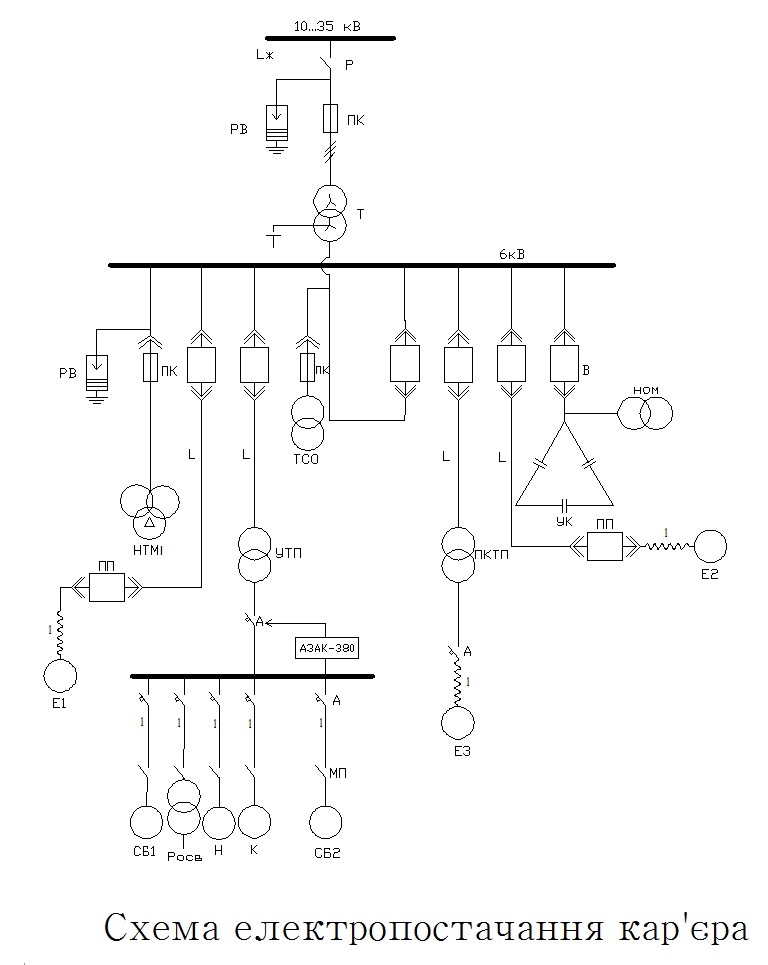 10...35 кВ
Lж
Р
РВ
ПК
Т
6кВ
РВ
ПК
ПК
В
НОМ
L
L
ТСО
L
L
УК
НТМІ
УТП
ПКТП
ПП
1
Е2
ПП
1
Е1
А
АЗАК-380
А
1
Е3
А
1
1
1
1
1
МП
СБ1
Росв
Н
К
СБ2
Схема електропостачання кар'єра